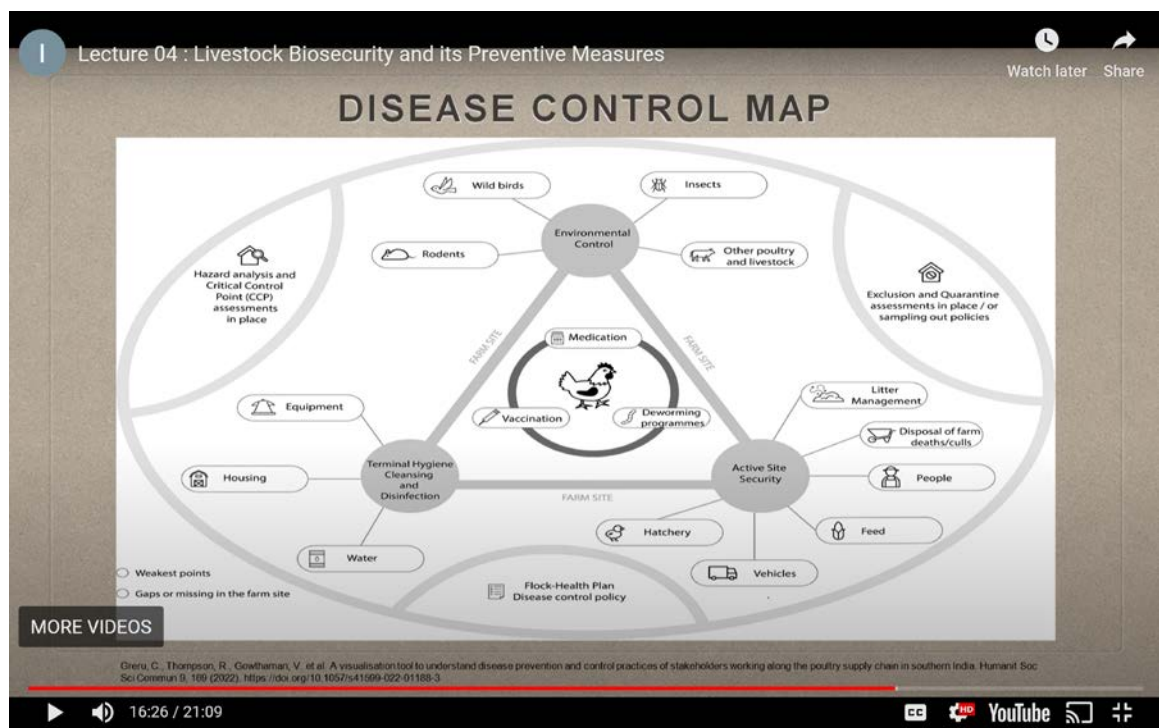 I
Lecture 04 : Livestock Biosecurity and its Preventive Measures
Watch later
Share
DISEASE CONTROL MAP
Wild birds
Insects
Environmental
Control
Rodents
Other poultry
and livestock
Hazard analysis and
Critical Control
Point (CCP)
assessments
in place
Exclusion and Quarantine
assessments in place / or
sampling out policies
FARM SITE
FARM SITE
Medication
Vaccination
Deworming
programmes
Litter
Management
Equipment
Disposal of farm
deaths/culls
Housing
Terminal Hygiene
Cleansing
and
Disinfection
Active Site
Security
People
FARM SITE
Hatchery
Feed
Water
Vehicles
Weakest points
Gaps or missing in the farm site
Flock-Health Plan
Disease control policy
MORE VIDEOS
Greru, C., Thompson, R., Gowthaman, V. et al. A visualisation tool to understand disease prevention and control practices of stakeholders working along the poultry supply chain in southern India. Humanit Soc
Sci Commun 9, 169 (2022). https://doi.org/10.1057/s41599-022-01188-3
16:26 / 21:09
CC
HD
YouTube